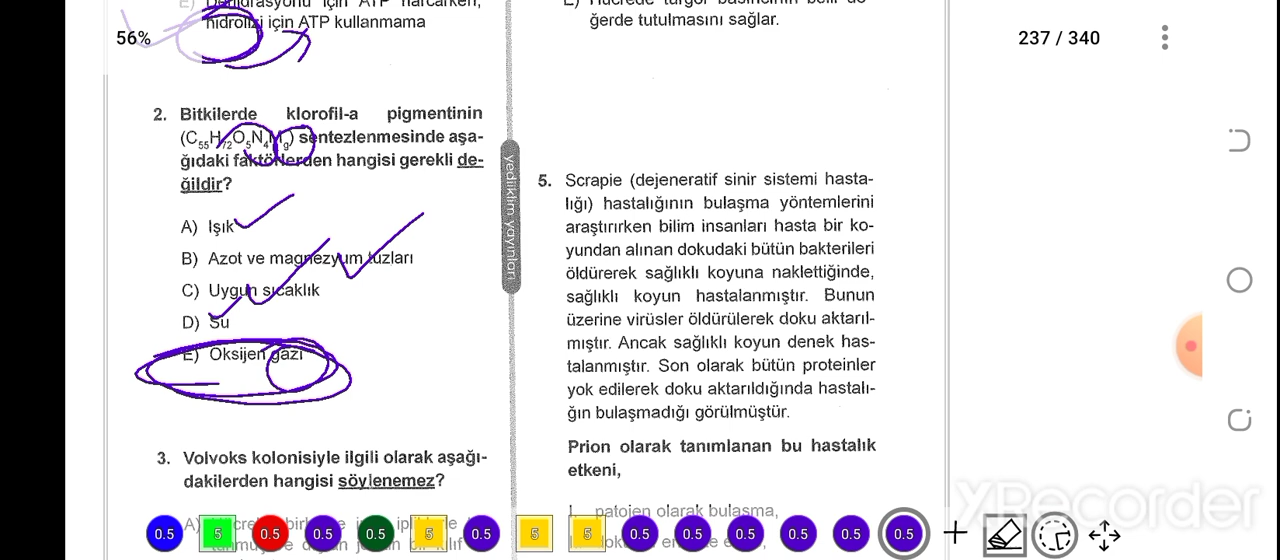 E) Dehidrasyonu için ATP harcarken,
hidrolizi için ATP kullanmama
56%
2. Bitkilerde klorofil-a pigmentinin
(C55H72O5N4Mg) sentezlenmesinde aşa-
ğıdaki faktörlerden hangisi gerekli de-
ğildir?
A) Işık
B) Azot ve magnezyum tuzları
C) Uygun sıcaklık
D) Su
E) Oksijen gazı
3. Volvoks kolonisiyle ilgili olarak aşağı-
dakilerden hangisi söylenemez?
A)
yediiklim yayınları
ğerde tutulmasını sağlar.
5. Scrapie (dejeneratif sinir sistemi hasta-
lığı) hastalığının bulaşma yöntemlerini
araştırırken bilim insanları hasta bir ko-
yundan alınan dokudaki bütün bakterileri
öldürerek sağlıklı koyuna naklettiğinde,
sağlıklı koyun hastalanmıştır. Bunun
üzerine virüsler öldürülerek doku aktarıl-
mıştır. Ancak sağlıklı koyun denek has-
talanmıştır. Son olarak bütün proteinler
yok edilerek doku aktarıldığında hastalı-
ğın bulaşmadığı görülmüştür.
Prion olarak tanımlanan bu hastalık
etkeni,
I. patojen olarak bulaşma,
237 / 340
XRecorder
0.5 5 0.5 0.5 0.5 5 0.5 5 5 0.5 0.5 0.5 0.5 0.5 0.5